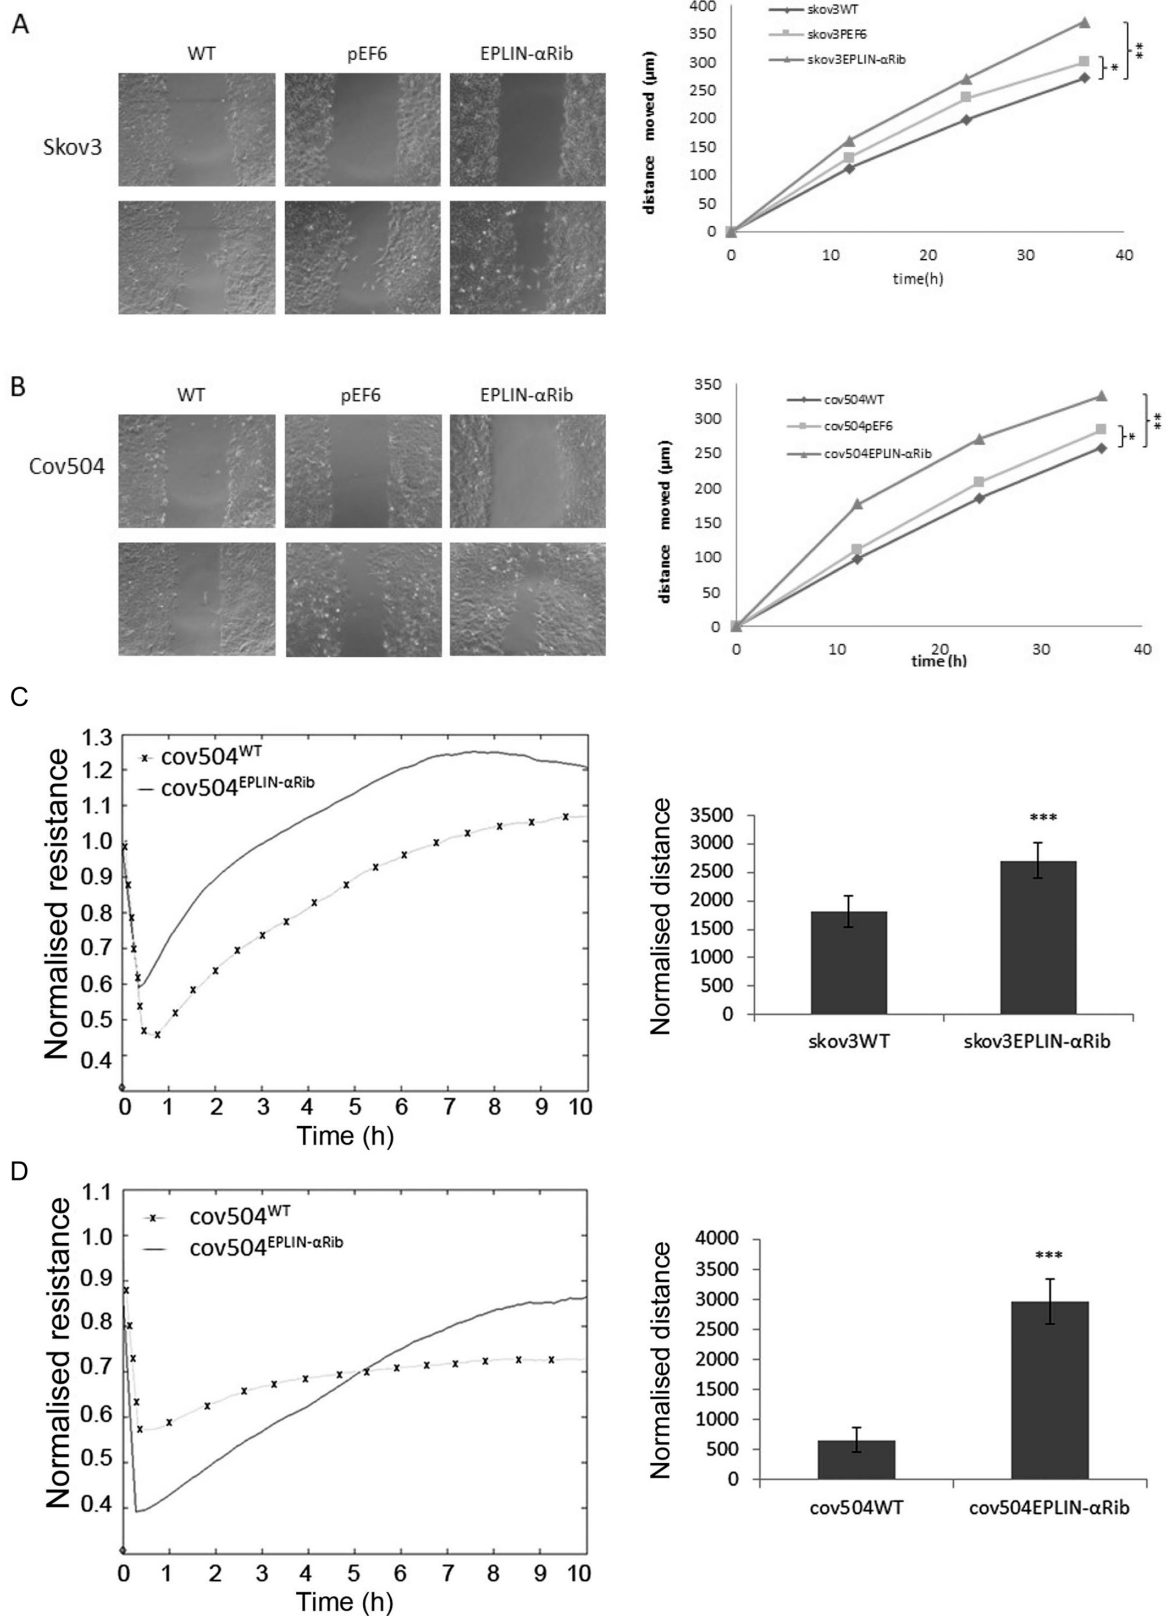 A
WT
pEF6
EPLIN-αRib
Skov3
distance moved (µm)
400
350
300
250
200
150
100
50
0
skov3WT
skov3PEF6
skov3EPLIN-αRib
*
**
0
10
20
30
40
time(h)
B
WT
pEF6
EPLIN-αRib
Cov504
distance moved (µm)
350
300
250
200
150
100
50
0
cov504WT
cov504pEF6
cov504EPLIN-αRib
*
**
0
10
20
30
40
time(h)
C
Normalised resistance
1.3
1.2
1.1
1.0
0.9
0.8
0.7
0.6
0.5
0.4
cov504WT
cov504EPLIN-αRib
0 1 2 3 4 5 6 7 8 9 10
Time (h)
Normalised distance
3500
3000
2500
2000
1500
1000
500
0
***
skov3WT
skov3EPLIN-αRib
D
Normalised resistance
1.1
1.0
0.9
0.8
0.7
0.6
0.5
0.4
cov504WT
cov504EPLIN-αRib
0 1 2 3 4 5 6 7 8 9 10
Time (h)
Normalised distance
4000
3500
3000
2500
2000
1500
1000
500
0
***
cov504WT
cov504EPLIN-αRib